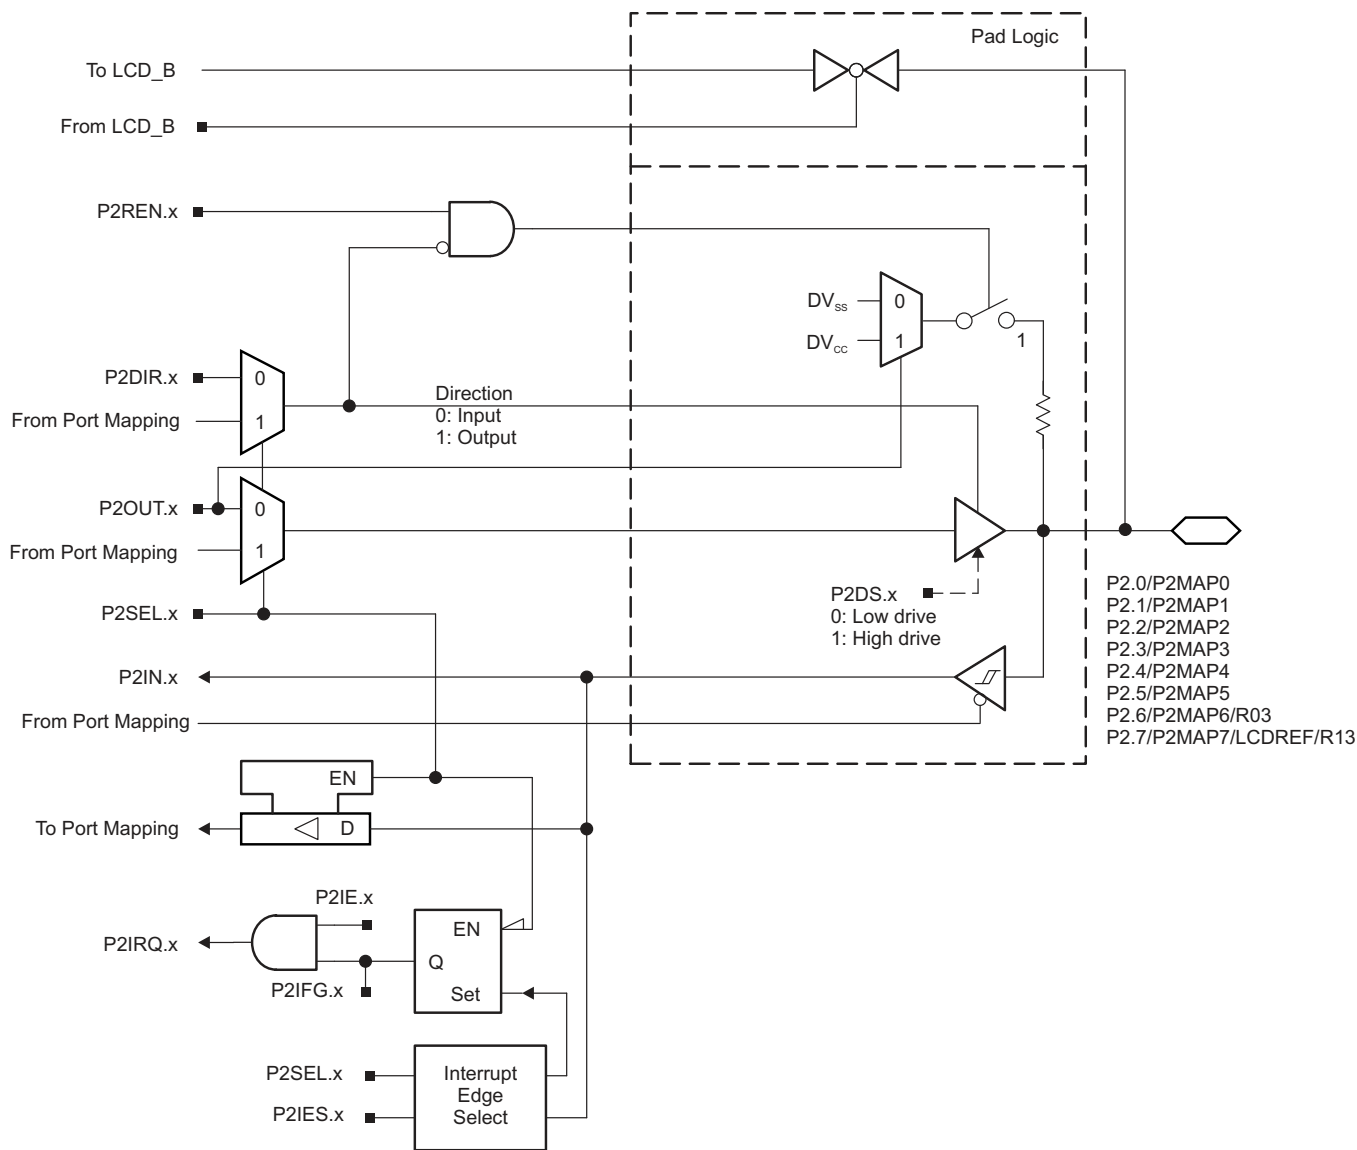 Pad Logic
To LCD_B
From LCD_B
P2REN.x
DVSS
0
DVCC
1
1
P2DIR.x
0
From Port Mapping
1
Direction
0: Input
1: Output
P2OUT.x
0
From Port Mapping
1
P2SEL.x
P2DS.x
0: Low drive
1: High drive
P2.0/P2MAP0
P2.1/P2MAP1
P2.2/P2MAP2
P2.3/P2MAP3
P2.4/P2MAP4
P2.5/P2MAP5
P2.6/P2MAP6/R03
P2.7/P2MAP7/LCDREF/R13
P2IN.x
From Port Mapping
EN
To Port Mapping
D
P2IE.x
P2IRQ.x
EN
Q
P2IFG.x
Set
P2SEL.x
P2IES.x
Interrupt
Edge
Select